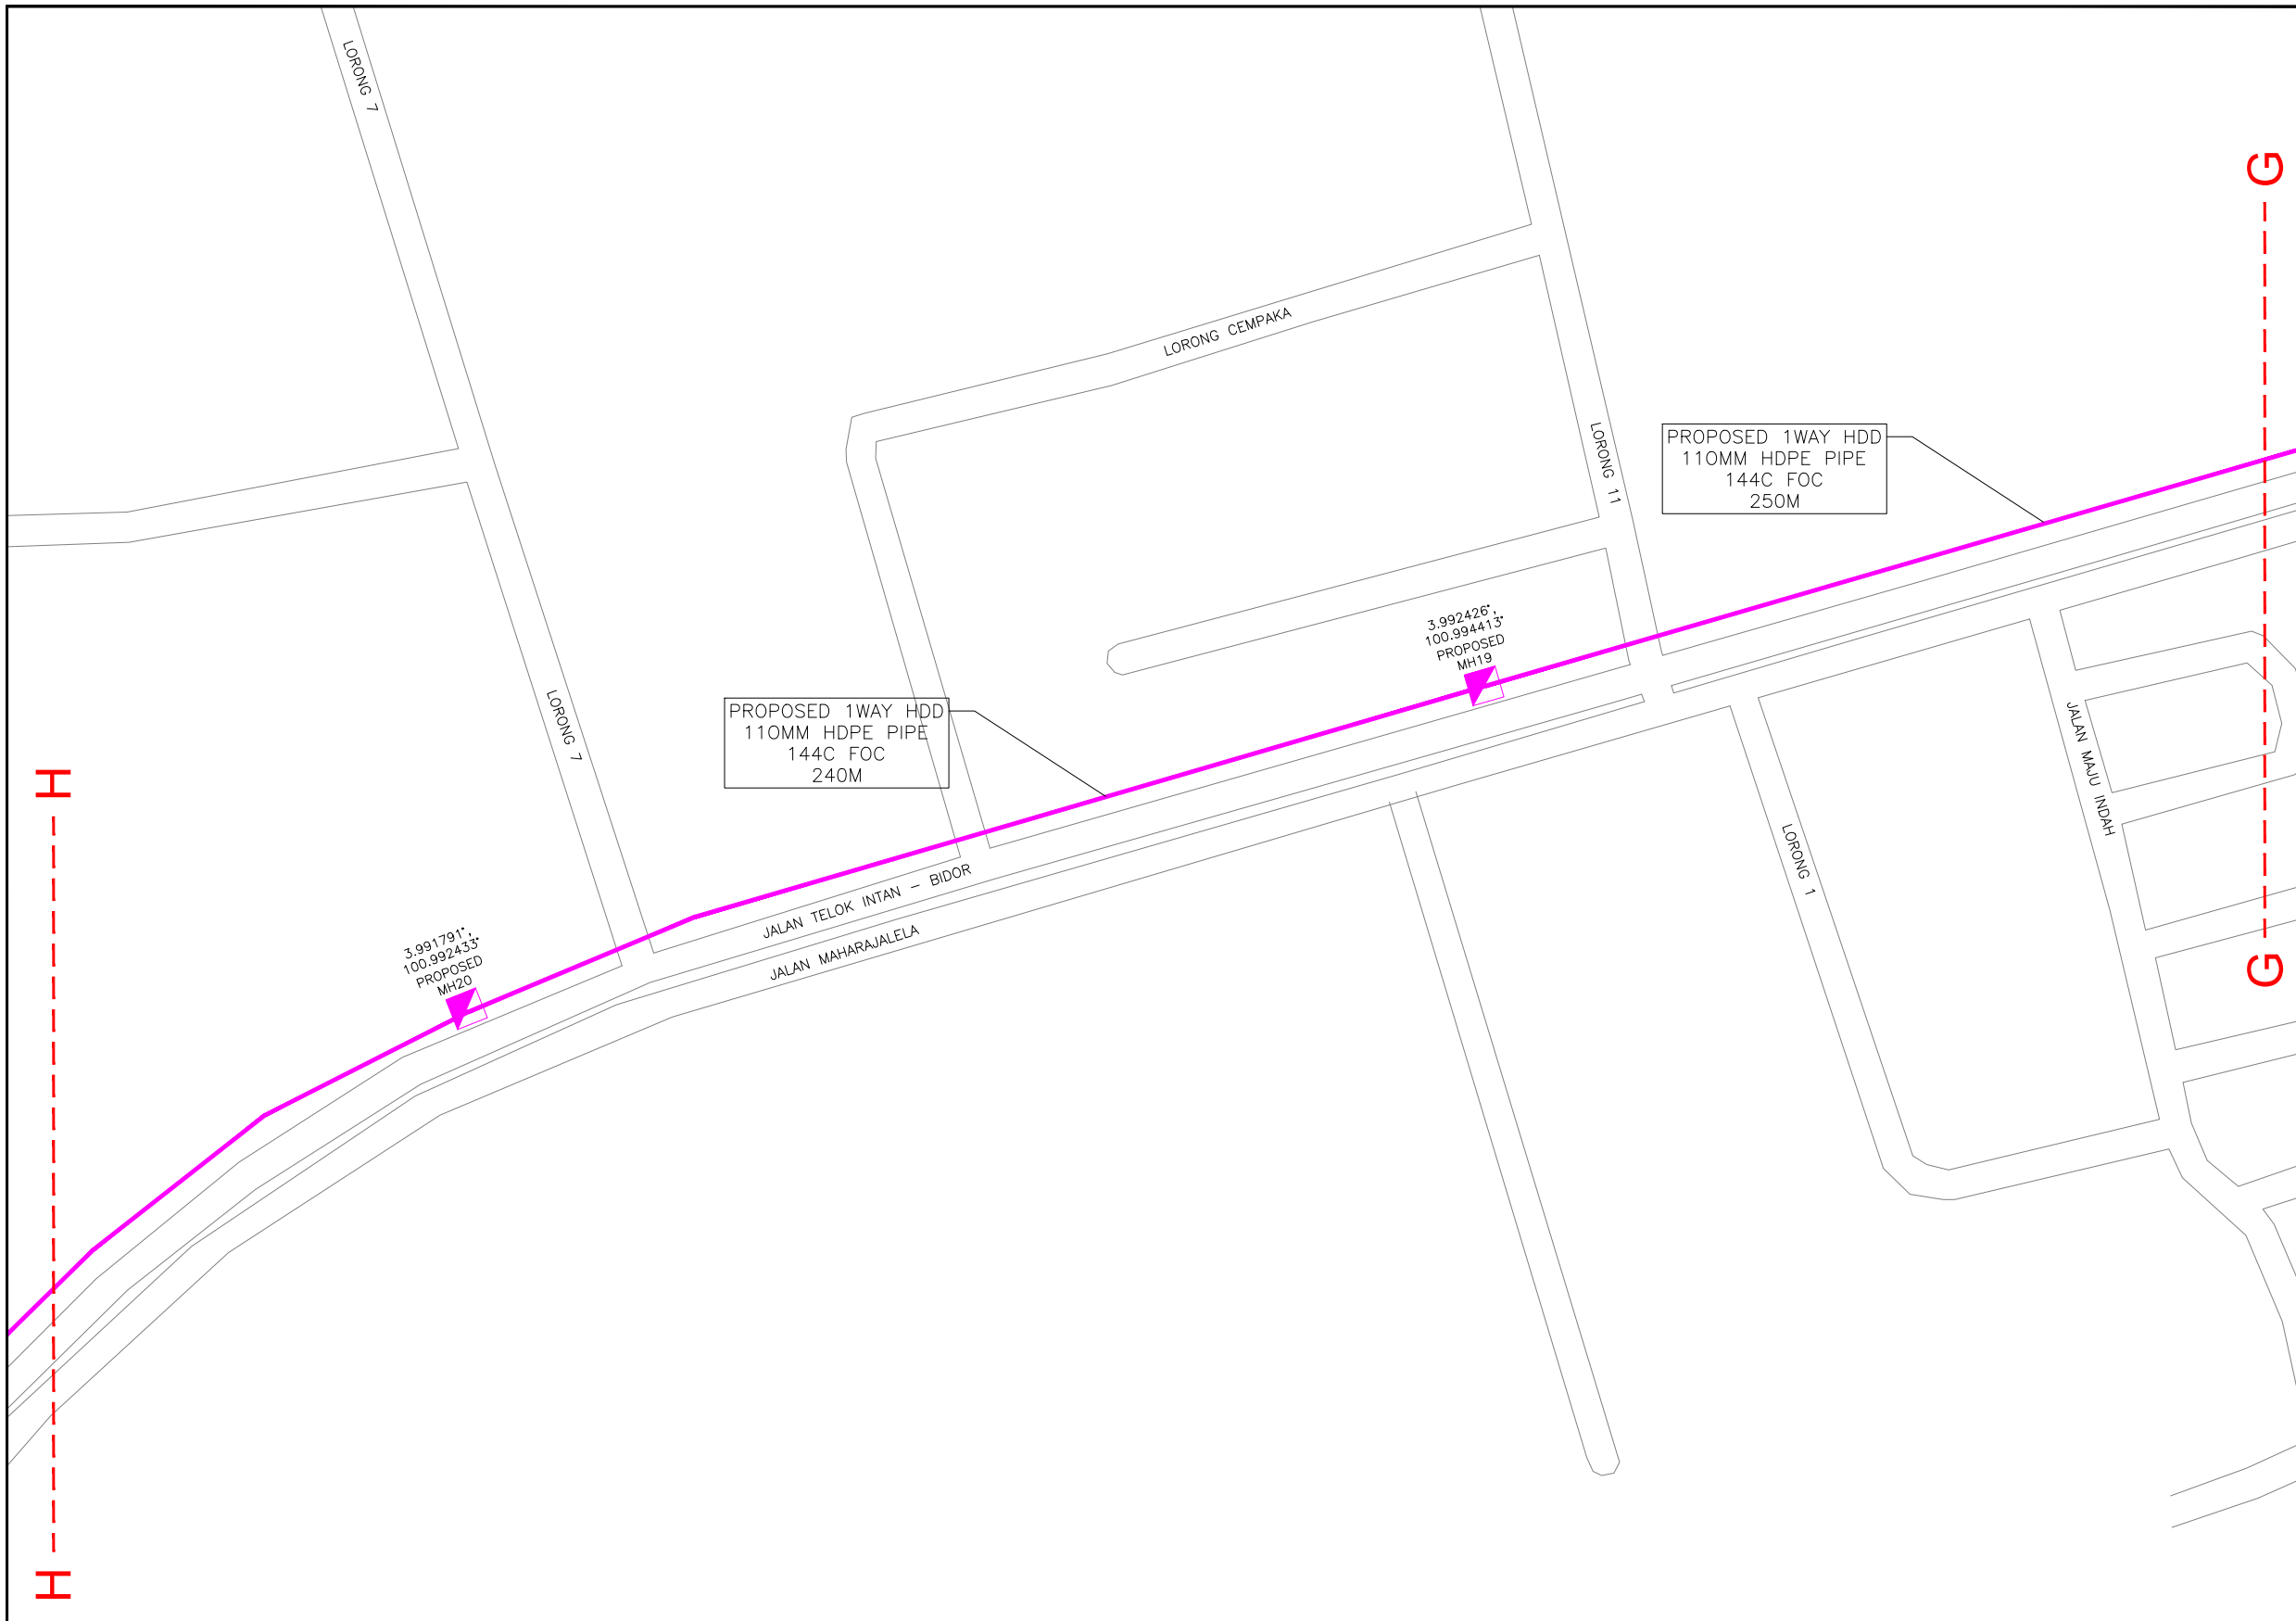 LORONG 7
G
LORONG CEMPAKA
LORONG 11
PROPOSED 1WAY HDD
110MM HDPE PIPE
144C FOC
250M
3.992426°,
100.994413°
PROPOSED
MH19
LORONG 7
PROPOSED 1WAY HDD
110MM HDPE PIPE
144C FOC
240M
JALAN MAJU INDAH
H
LORONG 1
JALAN TELOK INTAN - BIDOR
JALAN MAHARAJALELA
3.991791°,
100.992433°
PROPOSED
MH20
G
H